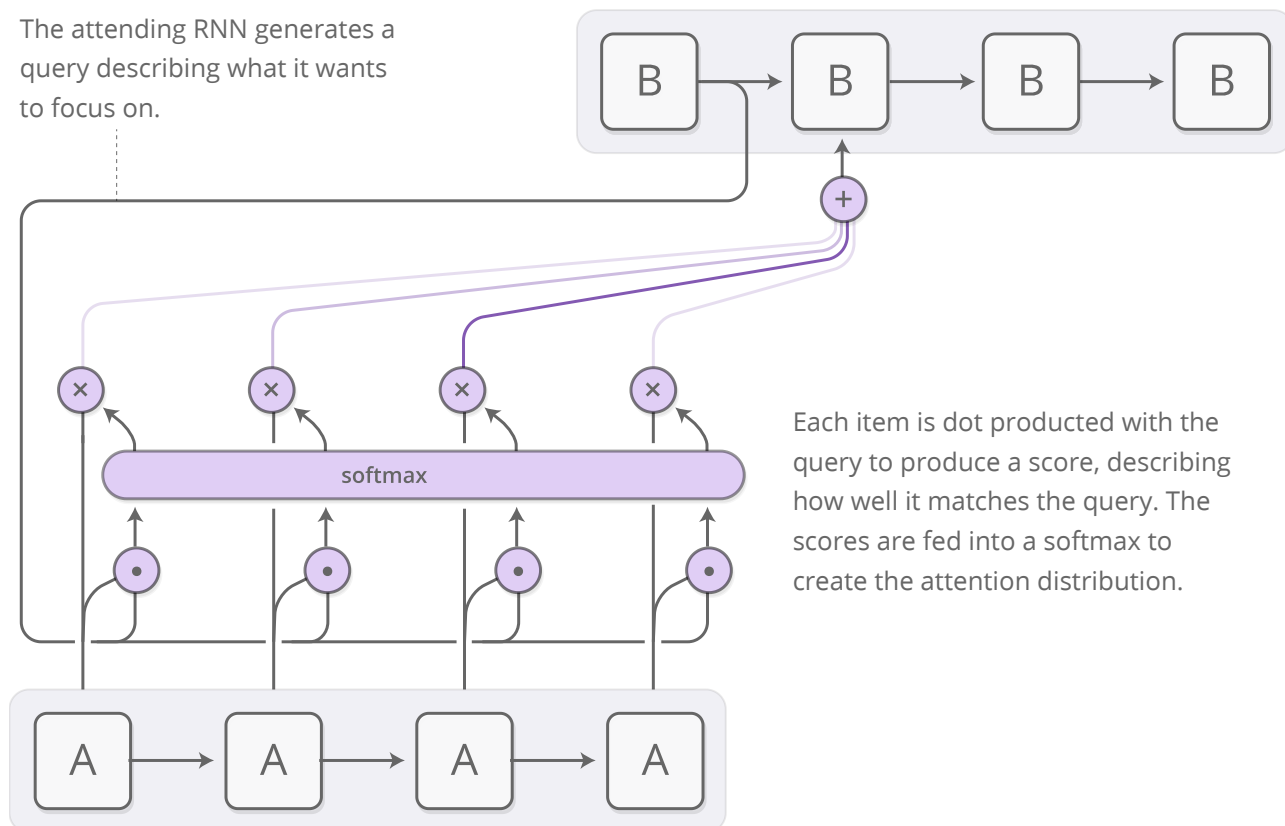 The attending RNN generates a
query describing what it wants
to focus on.
B B B B
+
× × × ×
softmax
• • • •
Each item is dot producted with the
query to produce a score, describing
how well it matches the query. The
scores are fed into a softmax to
create the attention distribution.
A A A A